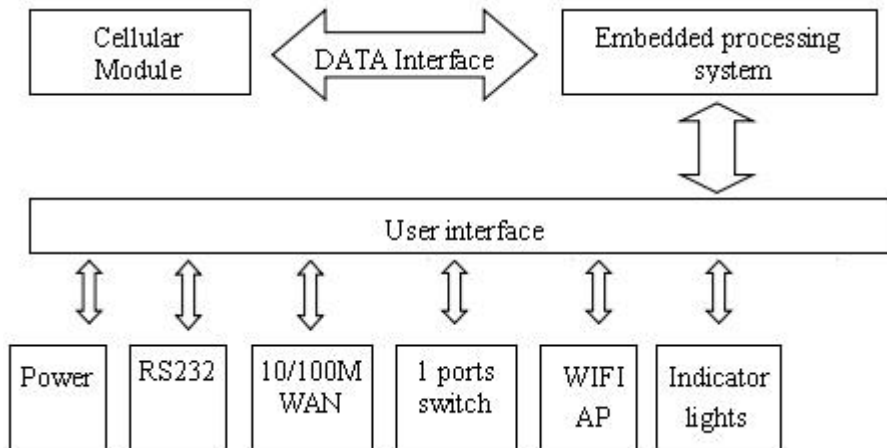 Cellular
Module
DATA Interface
Embedded processing
system
User interface
Power
RS232
10/100M
WAN
1 ports
switch
WIFI
AP
Indicator
lights